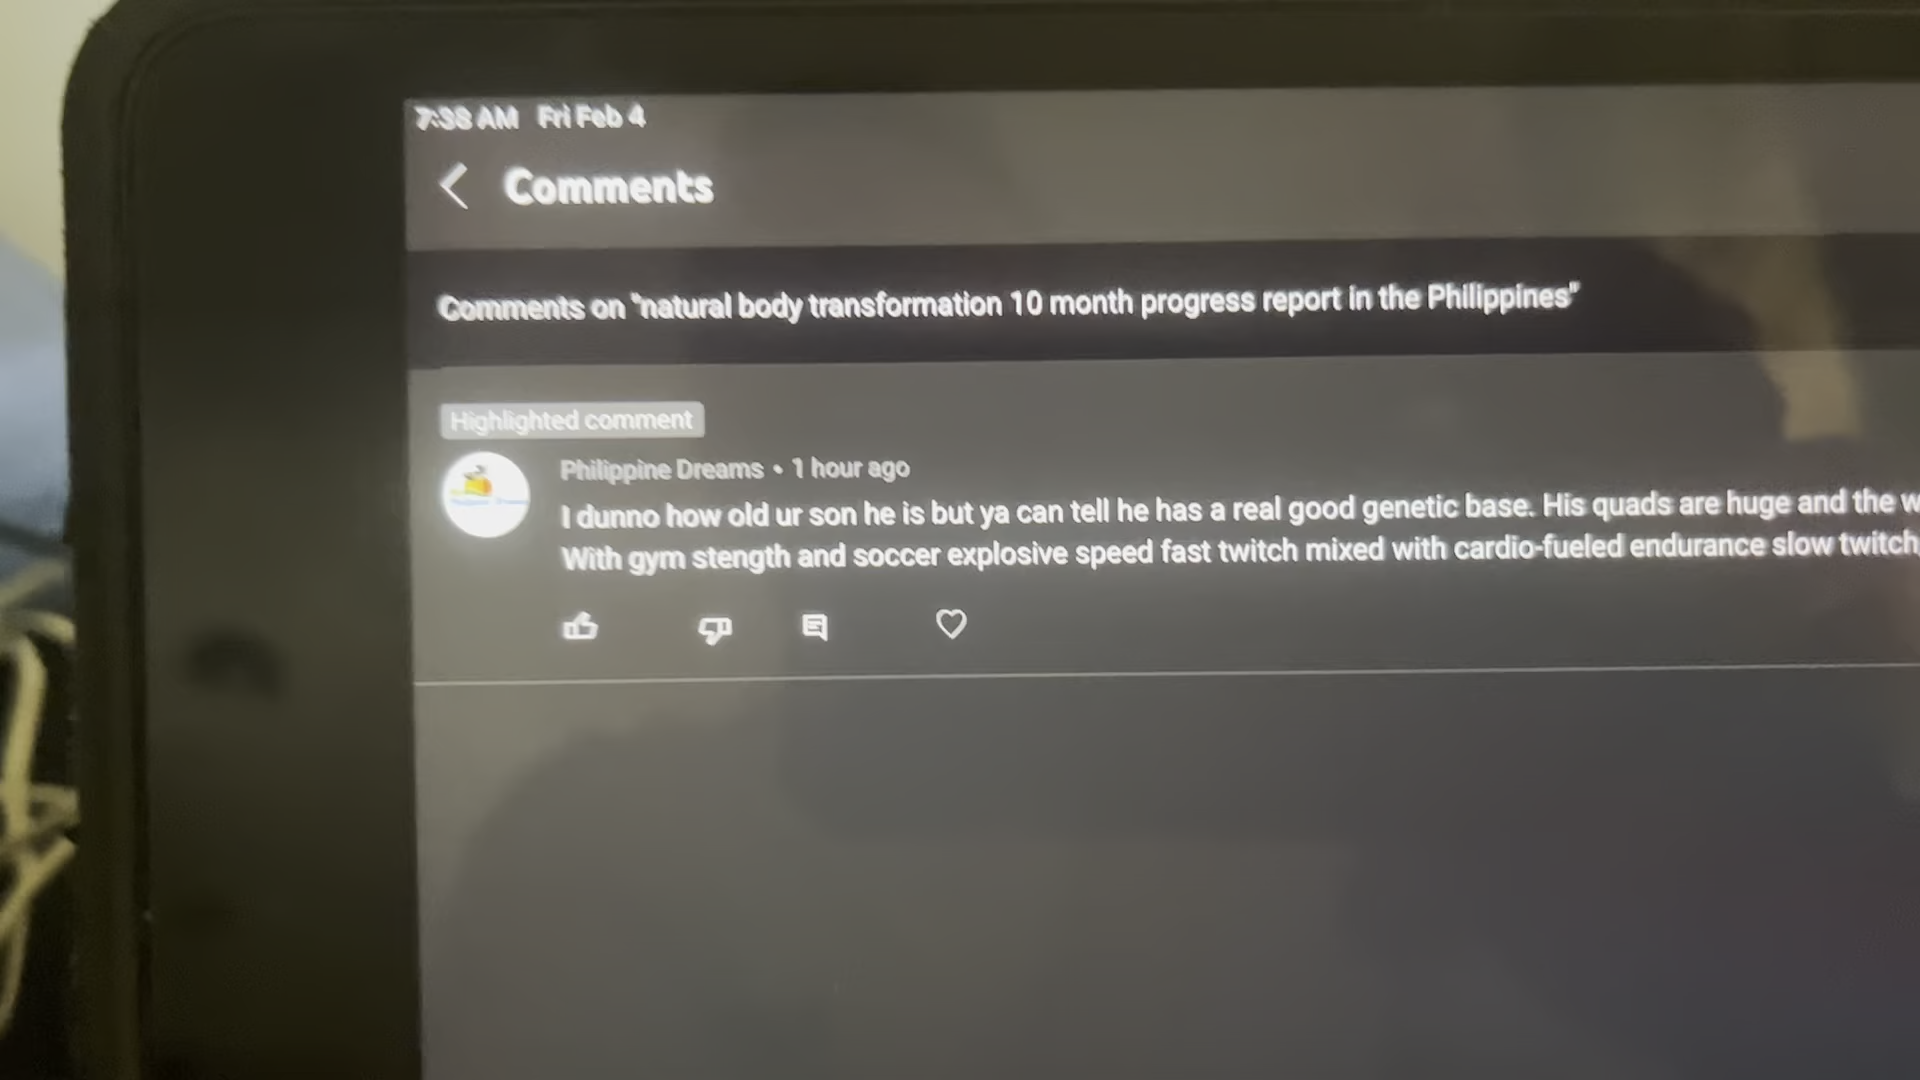 7:38 AM Fri Feb 4
Comments
Comments on "natural body transformation 10 month progress report in the Philippines"
Highlighted comment
Philippine Dreams • 1 hour ago
I dunno how old ur son he is but ya can tell he has a real good genetic base. His quads are huge and the w
With gym stength and soccer explosive speed fast twitch mixed with cardio-fueled endurance slow twitch,